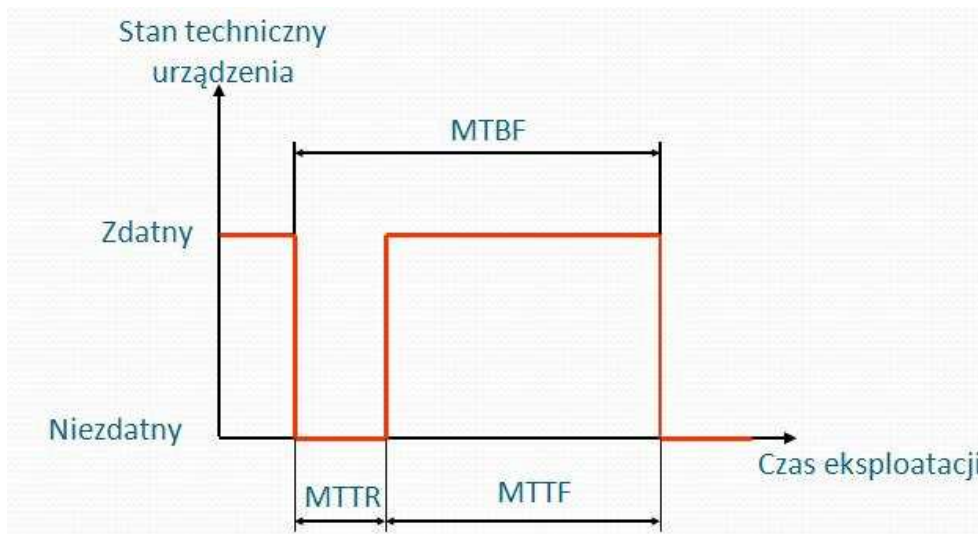 Stan techniczny
urządzenia
MTBF
Zdatny
Niezdatny
Czas eksploatacji
MTTR
MTTF